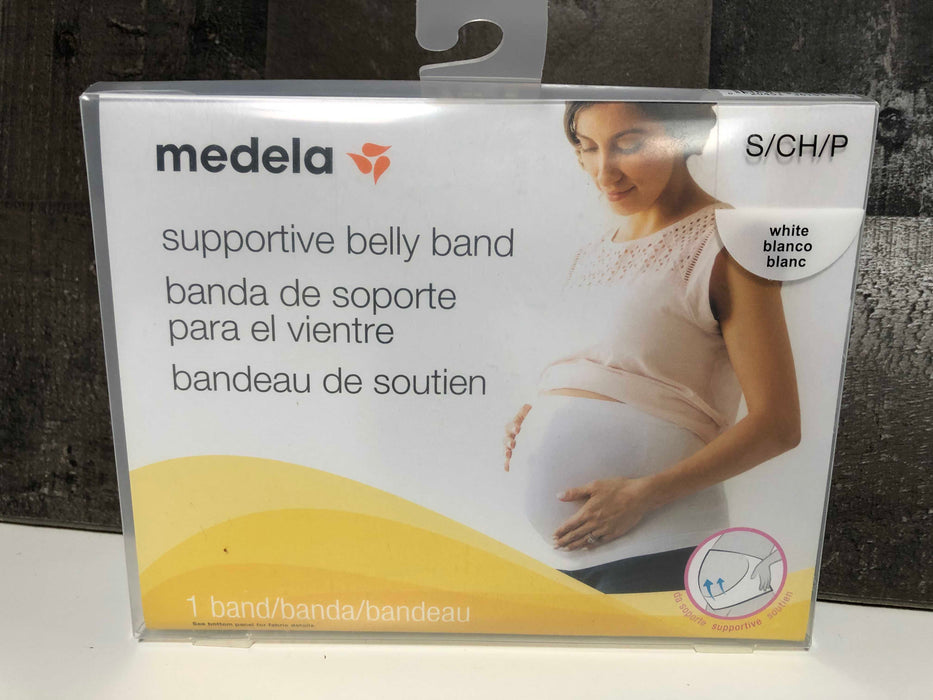 medela
S/CH/P
white
blanco
blanc
supportive belly band
banda de soporte
para el vientre
bandeau de soutien
1 band/banda/bandeau
See bottom panel for fabric details.
da soporte supportive soutien